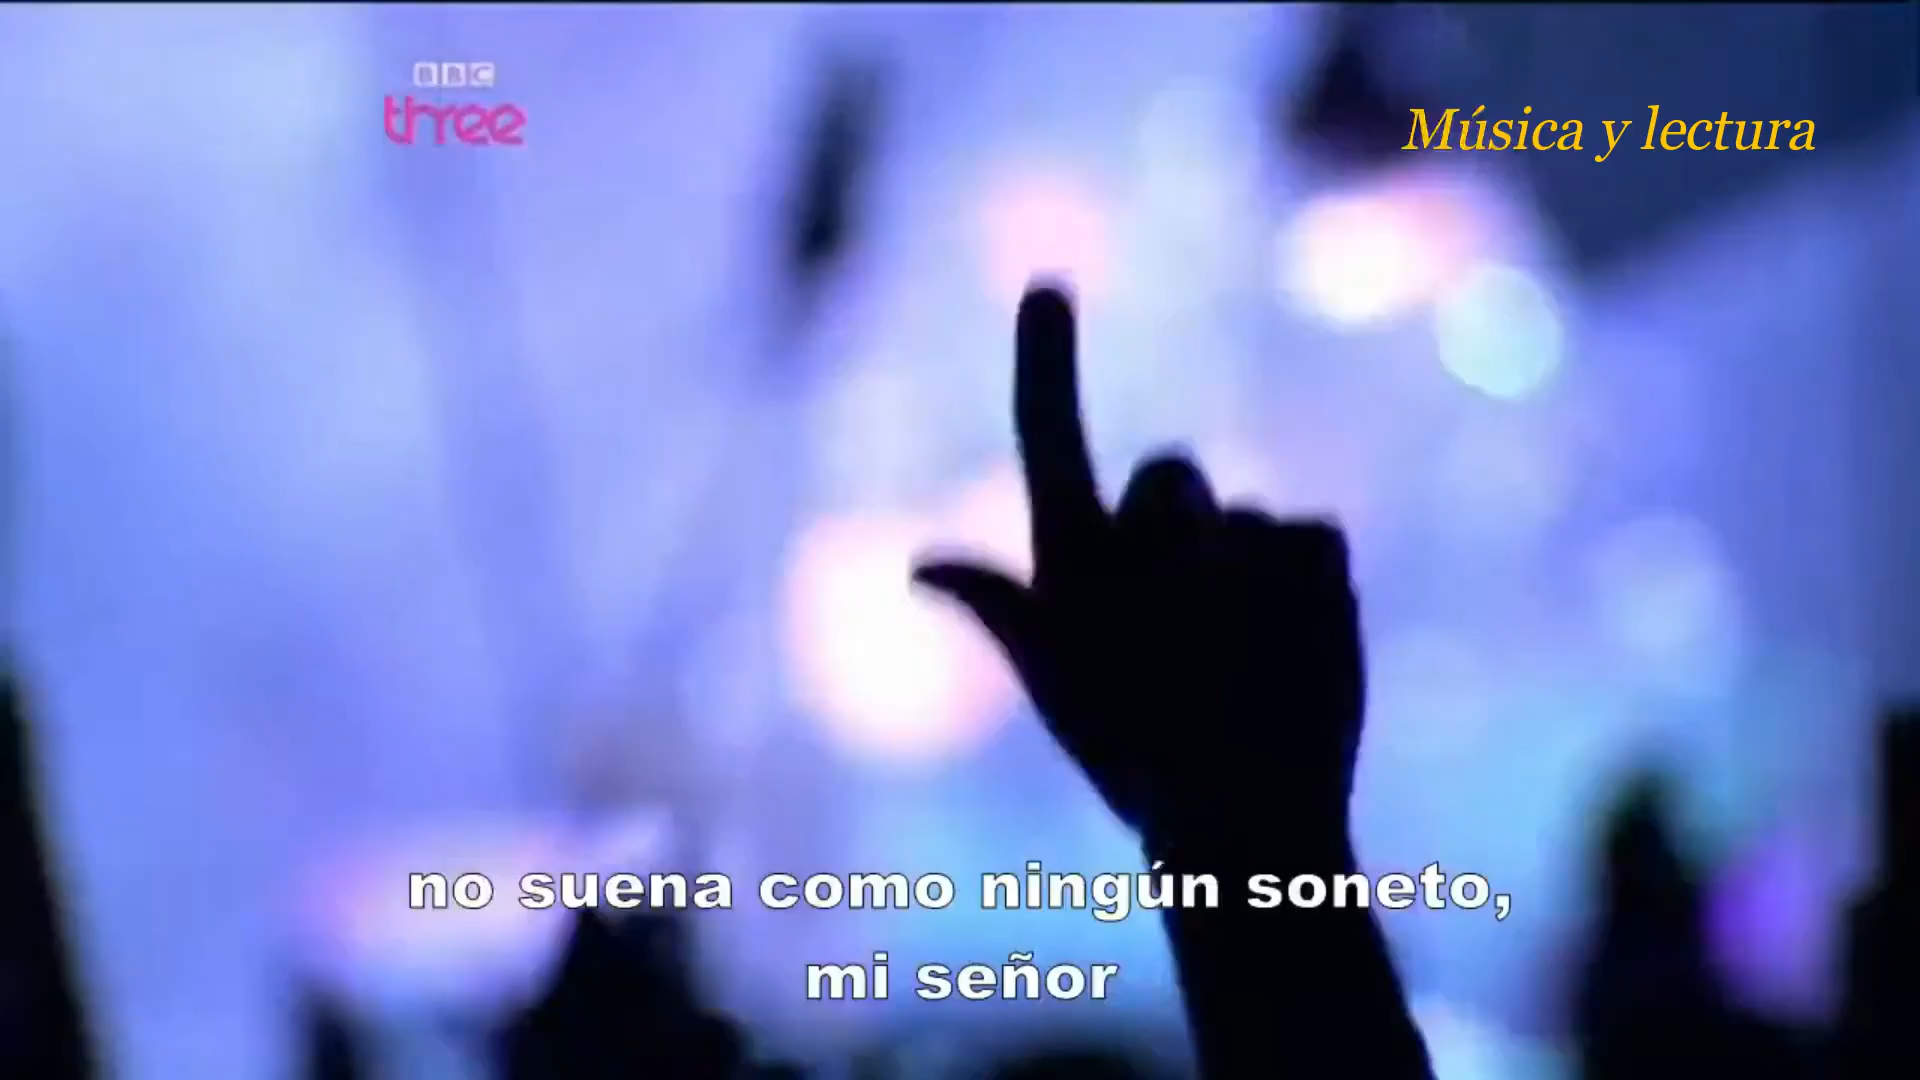 BBC
three
Música y lectura
no suena como ningún soneto,
mi señor